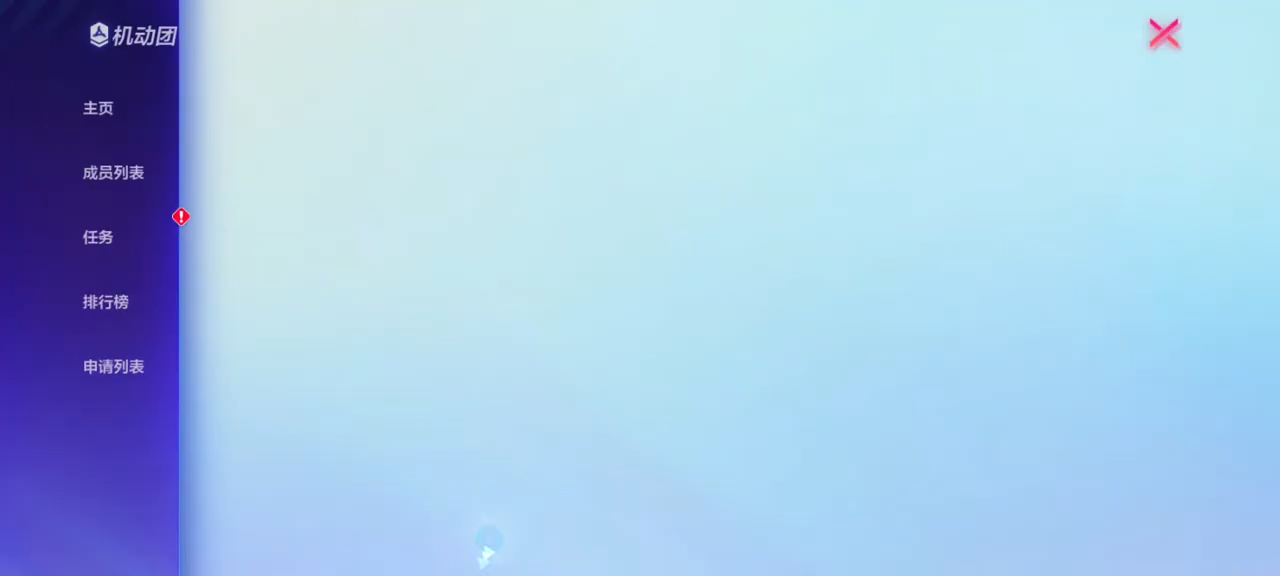 机动团
主页
成员列表
任务
排行榜
申请列表